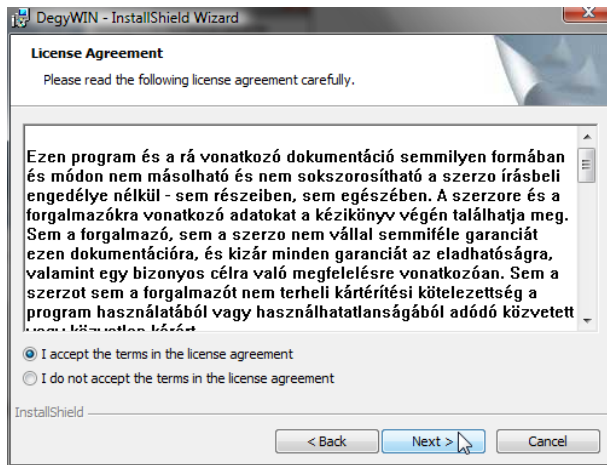 DegyWIN - InstallShield Wizard
License Agreement
Please read the following license agreement carefully.
Ezen program és a rá vonatkozó dokumentáció semmilyen formában
és módon nem másolható és nem sokszorosítható a szerzo írásbeli
engedélye nélkül - sem részeiben, sem egészében. A szerzore és a
forgalmazókra vonatkozó adatokat a kézikönyv végén találhatja meg.
Sem a forgalmazó, sem a szerzo nem vállal semmiféle garanciát
ezen dokumentációra, és kizár minden garanciát az eladhatóságra,
valamint egy bizonyos célra való megfelelésre vonatkozóan. Sem a
szerzot sem a forgalmazót nem terheli kártérítési kötelezettség a
program használatából vagy használhatatlanságából adódó közvetett
vagy közvetlen kárért
I accept the terms in the license agreement
I do not accept the terms in the license agreement
InstallShield
< Back
Next >
Cancel